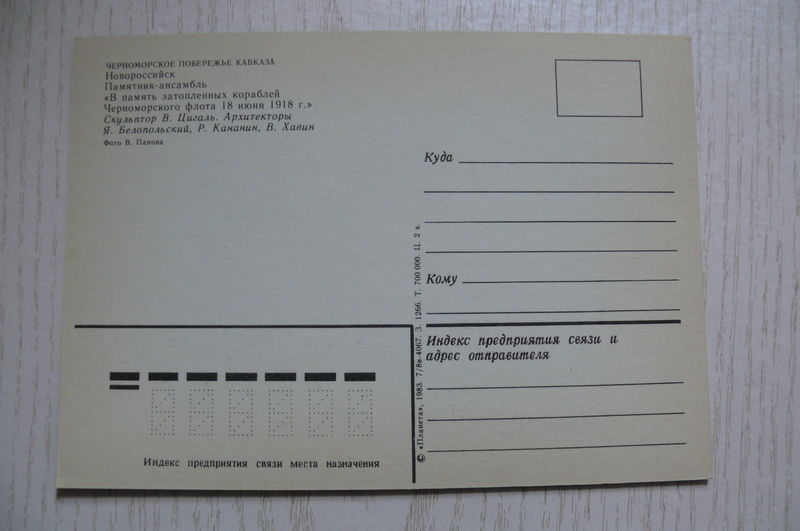 ЧЕРНОМОРСКОЕ ПОБЕРЕЖЬЕ КАВКАЗА
Новороссийск
Памятник-ансамбль
«В память затопленных кораблей
Черноморского флота 18 июня 1918 г.»
Скульптор В. Цигаль. Архитекторы
Я. Белопольский, Р. Кананин, В. Хавин
Фото В. Панова
Куда
Кому
Индекс предприятия связи и
адрес отправителя
© «Планета», 1983. 7/8в-4067. З. 1266. Т. 700 000. Ц. 2 к.
Индекс предприятия связи места назначения